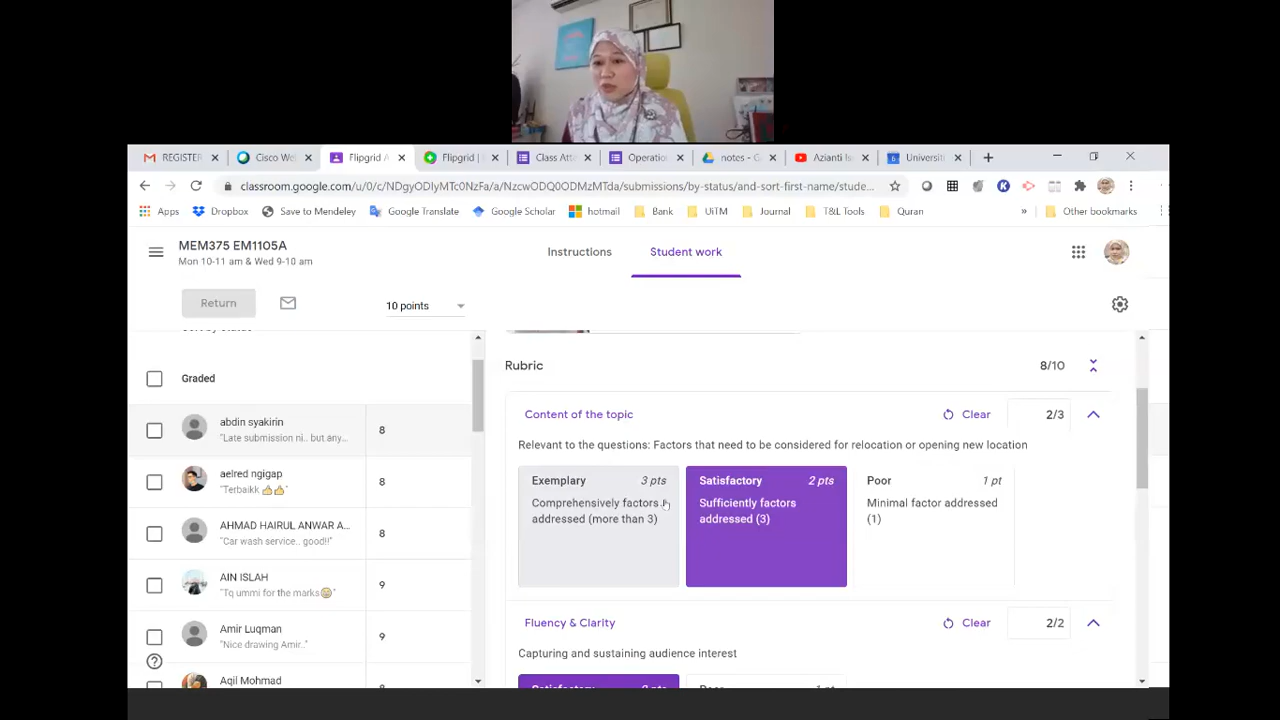 REGISTER
Cisco We
Flipgrid A
Flipgrid |
Class Att
Operatio
notes - G
Azianti Is
Universit
classroom.google.com/u/0/c/NDgyODIyMTc0NzFa/a/NzcwODQ0ODMzMTda/submissions/by-status/and-sort-first-name/stude...
Apps
Dropbox
Save to Mendeley
Google Translate
Google Scholar
hotmail
Bank
UiTM
Journal
T&L Tools
Quran
»
Other bookmarks
MEM375 EM1105A
Mon 10-11 am & Wed 9-10 am
Instructions
Student work
Return
10 points
Graded
abdin syakirin
"Late submission ni.. but any...
8
aelred ngigap
"Terbaikk 👍👍"
8
AHMAD HAIRUL ANWAR A...
"Car wash service.. good!!"
8
AIN ISLAH
"Tq ummi for the marks😄"
9
Amir Luqman
"Nice drawing Amir.."
9
Aqil Mohmad
Rubric
8/10
Content of the topic
Clear
2/3
Relevant to the questions: Factors that need to be considered for relocation or opening new location
Exemplary 3 pts
Comprehensively factors
addressed (more than 3)
Satisfactory 2 pts
Sufficiently factors
addressed (3)
Poor 1 pt
Minimal factor addressed
(1)
Fluency & Clarity
Clear
2/2
Capturing and sustaining audience interest